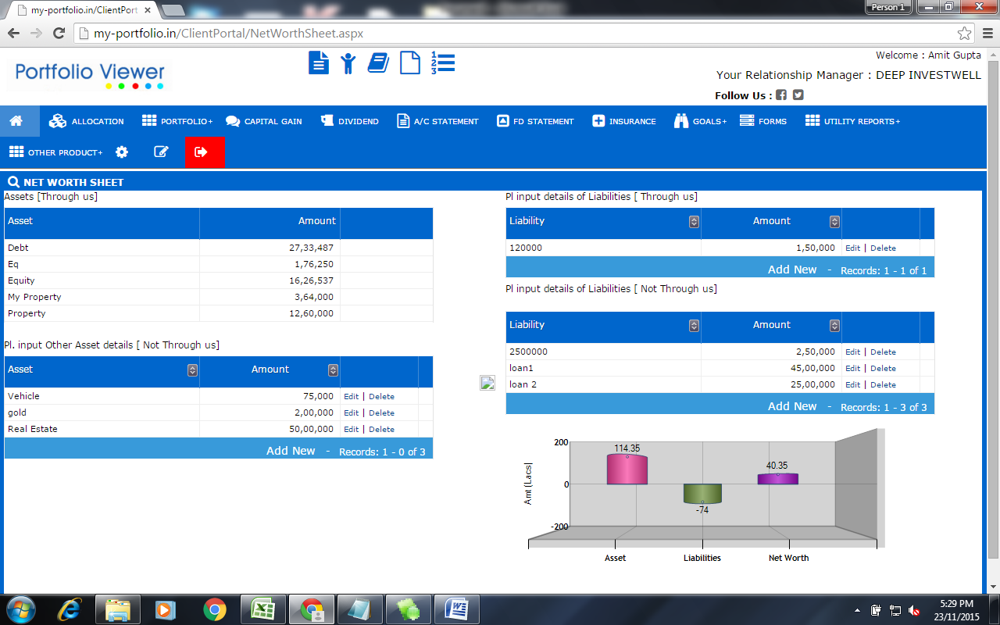 my-portfolio.in/ClientPort
Person 1
my-portfolio.in/ClientPortal/NetWorthSheet.aspx
Portfolio Viewer
1
2
3
Welcome : Amit Gupta
Your Relationship Manager : DEEP INVESTWELL
Follow Us :
ALLOCATION PORTFOLIO+ CAPITAL GAIN DIVIDEND A/C STATEMENT FD STATEMENT INSURANCE GOALS+ FORMS UTILITY REPORTS+
OTHER PRODUCT+
NET WORTH SHEET
Assets [Through us]
Asset Amount
Debt 27,33,487
Eq 1,76,250
Equity 16,26,537
My Property 3,64,000
Property 12,60,000
Pl. input Other Asset details [ Not Through us]
Asset Amount
Vehicle 75,000 Edit | Delete
gold 2,00,000 Edit | Delete
Real Estate 50,00,000 Edit | Delete
Add New - Records: 1 - 0 of 3
Pl input details of Liabilities [ Through us]
Liability Amount
120000 1,50,000 Edit | Delete
Add New - Records: 1 - 1 of 1
Pl input details of Liabilities [ Not Through us]
Liability Amount
2500000 2,50,000 Edit | Delete
loan1 45,00,000 Edit | Delete
loan 2 25,00,000 Edit | Delete
Add New - Records: 1 - 3 of 3
Amt (Lacs)
200
0
-200
114.35
-74
40.35
Asset Liabilities Net Worth
5:29 PM
23/11/2015